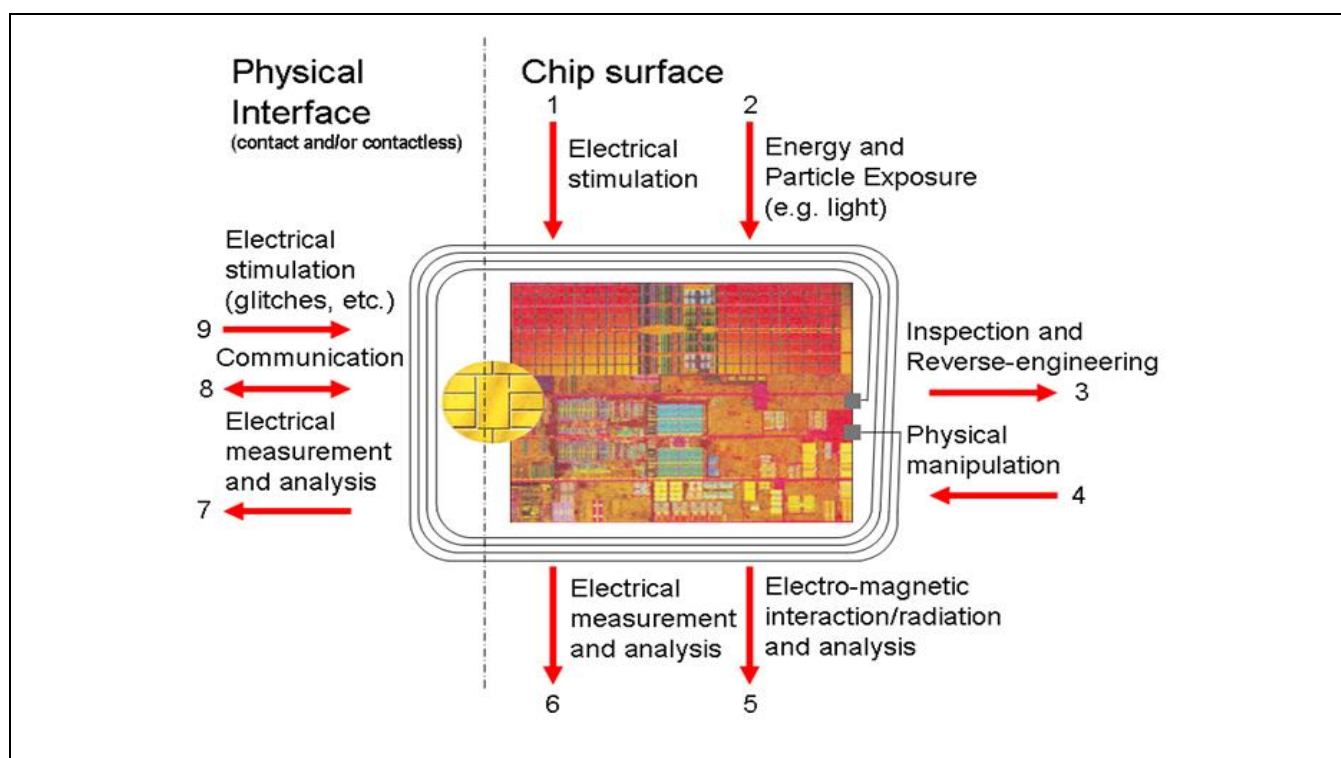 Physical
Interface
(contact and/or contactless)
Chip surface
1
Electrical
stimulation
2
Energy and
Particle Exposure
(e.g. light)
Electrical
stimulation
(glitches, etc.)
9
Communication
8
Electrical
measurement
and analysis
7
Inspection and
Reverse-engineering
3
Physical
manipulation
4
Electrical
measurement
and analysis
6
Electro-magnetic
interaction/radiation
and analysis
5